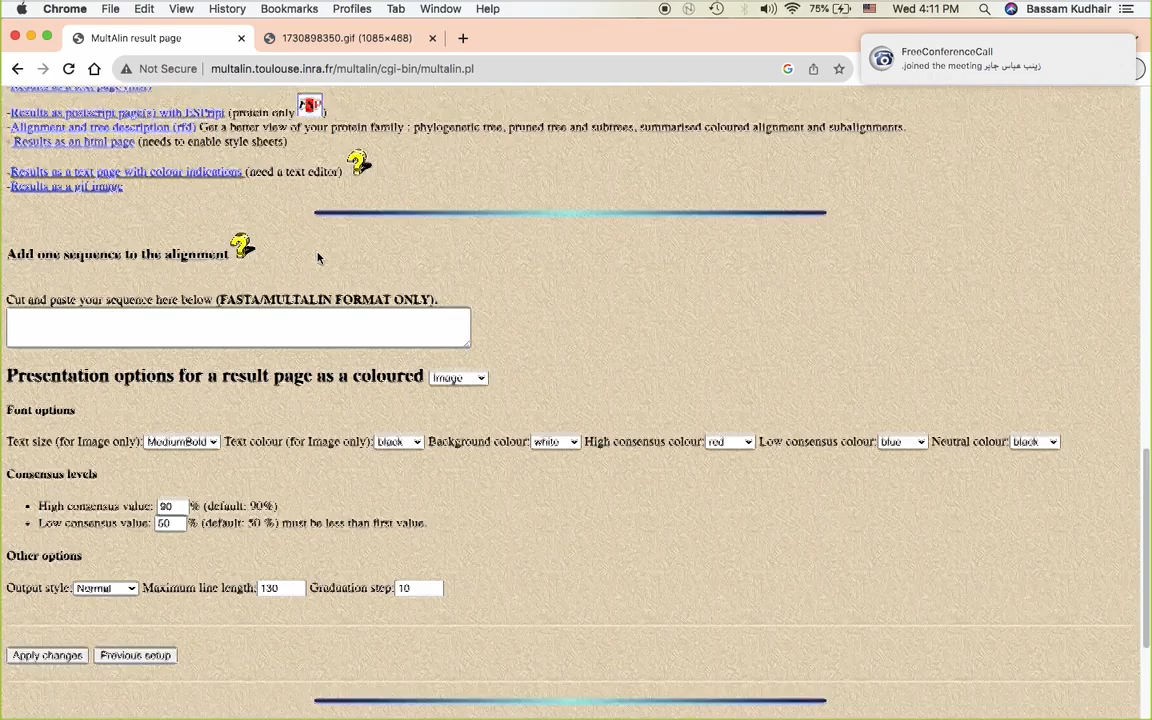 Chrome File Edit View History Bookmarks Profiles Tab Window Help 75% Wed 4:11 PM Bassam Kudhair
MultAlin result page
1730898350.gif (1085×468)
Not Secure multalin.toulouse.inra.fr/multalin/cgi-bin/multalin.pl
FreeConferenceCall
.joined the meeting زينب عباس جابر
-Results as postscript page(s) with ESPript (protein only )
-Alignment and tree description (rfd) Get a better view of your protein family : phylogenetic tree, pruned tree and subtrees, summarised coloured alignment and subalignments.
- Results as an html page (needs to enable style sheets)
-Results as a text page with colour indications (need a text editor)
-Results as a gif image
Add one sequence to the alignment
Cut and paste your sequence here below (FASTA/MULTALIN FORMAT ONLY).
Presentation options for a result page as a coloured Image
Font options
Text size (for Image only): MediumBold Text colour (for Image only): black Background colour: white High consensus colour: red Low consensus colour: blue Neutral colour: black
Consensus levels
• High consensus value: 90 % (default: 90%)
• Low consensus value: 50 % (default: 50 %) must be less than first value.
Other options
Output style: Normal Maximum line length: 130 Graduation step: 10
Apply changes Previous setup